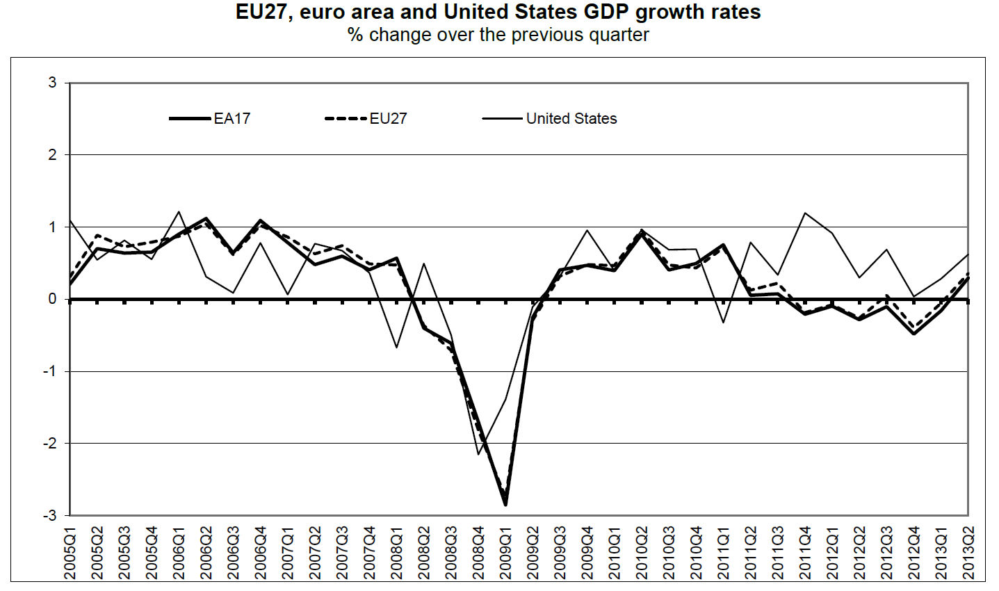 EU27, euro area and United States GDP growth rates
% change over the previous quarter
3
EA17 EU27 United States
2
1
0
-1
-2
-3
2005Q1 2005Q2 2005Q3 2005Q4 2006Q1 2006Q2 2006Q3 2006Q4 2007Q1 2007Q2 2007Q3 2007Q4 2008Q1 2008Q2 2008Q3 2008Q4 2009Q1 2009Q2 2009Q3 2009Q4 2010Q1 2010Q2 2010Q3 2010Q4 2011Q1 2011Q2 2011Q3 2011Q4 2012Q1 2012Q2 2012Q3 2012Q4 2013Q1 2013Q2